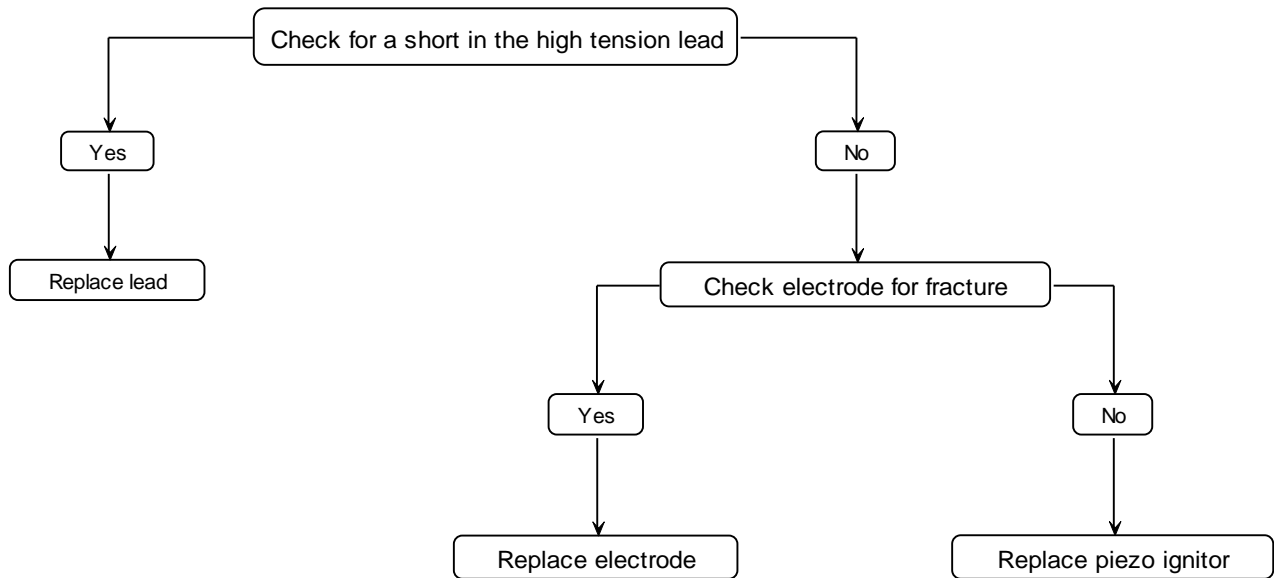 Check for a short in the high tension lead
Yes
No
Replace lead
Check electrode for fracture
Yes
No
Replace electrode
Replace piezo ignitor